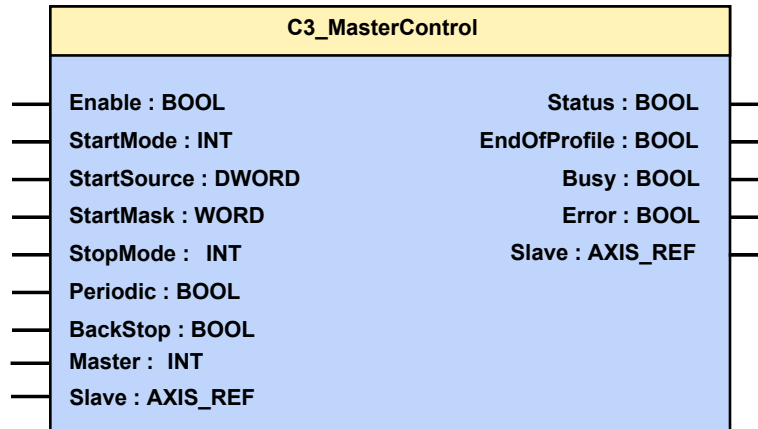 C3_MasterControl
Enable : BOOL Status : BOOL
StartMode : INT EndOfProfile : BOOL
StartSource : DWORD Busy : BOOL
StartMask : WORD Error : BOOL
StopMode : INT Slave : AXIS_REF
Periodic : BOOL
BackStop : BOOL
Master : INT
Slave : AXIS_REF